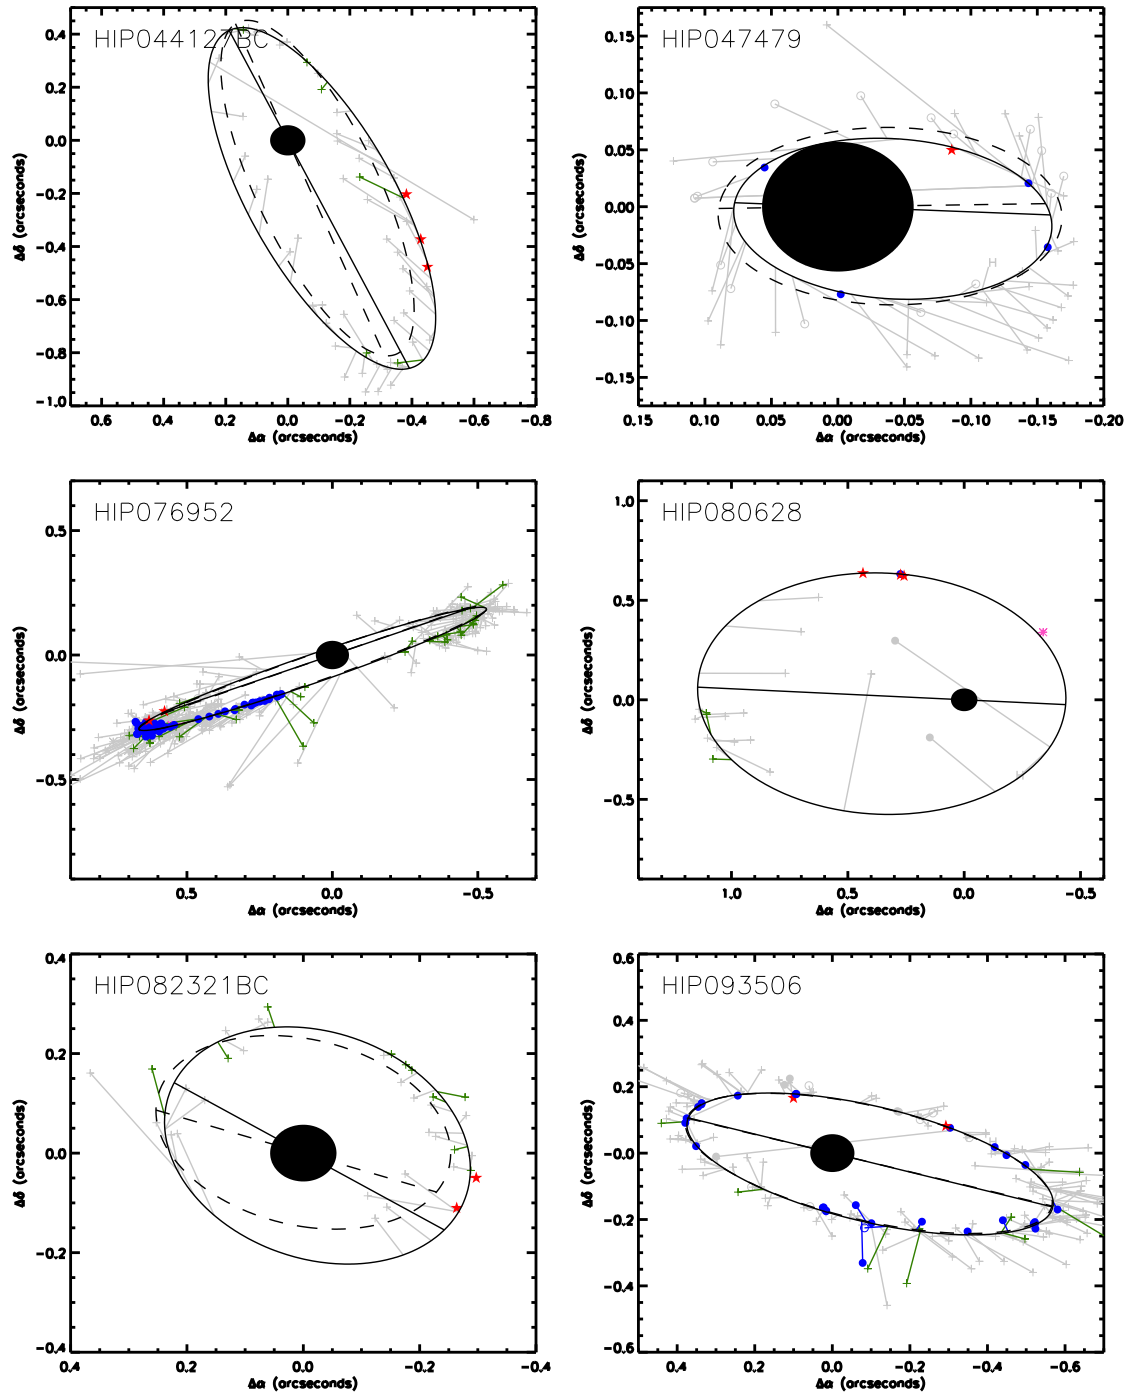 HIP044127BC
0.4
0.2
0.0
-0.2
-0.4
-0.6
-0.8
-1.0
Δδ (arcseconds)
0.6 0.4 0.2 0.0 -0.2 -0.4 -0.6 -0.8
Δα (arcseconds)
HIP047479
0.15
0.10
0.05
0.00
-0.05
-0.10
-0.15
Δδ (arcseconds)
0.15 0.10 0.05 0.00 -0.05 -0.10 -0.15 -0.20
Δα (arcseconds)
HIP076952
0.5
0.0
-0.5
Δδ (arcseconds)
0.5 0.0 -0.5
Δα (arcseconds)
HIP080628
1.0
0.5
0.0
-0.5
Δδ (arcseconds)
1.0 0.5 0.0 -0.5
Δα (arcseconds)
HIP082321BC
0.4
0.2
0.0
-0.2
-0.4
Δδ (arcseconds)
0.4 0.2 0.0 -0.2 -0.4
Δα (arcseconds)
HIP093506
0.6
0.4
0.2
-0.0
-0.2
-0.4
-0.6
Δδ (arcseconds)
0.4 0.2 0.0 -0.2 -0.4 -0.6
Δα (arcseconds)